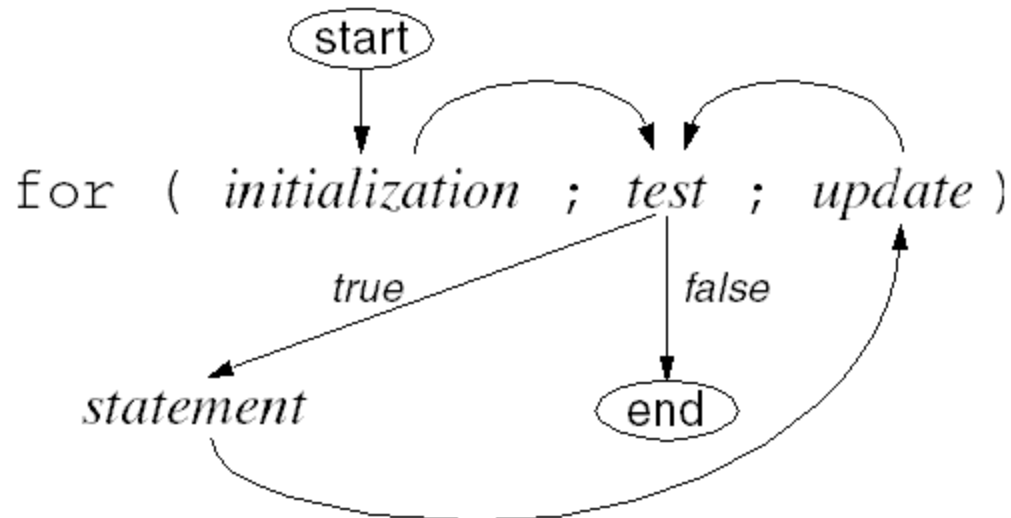 start
for ( initialization ; test ; update )
true
false
statement
end